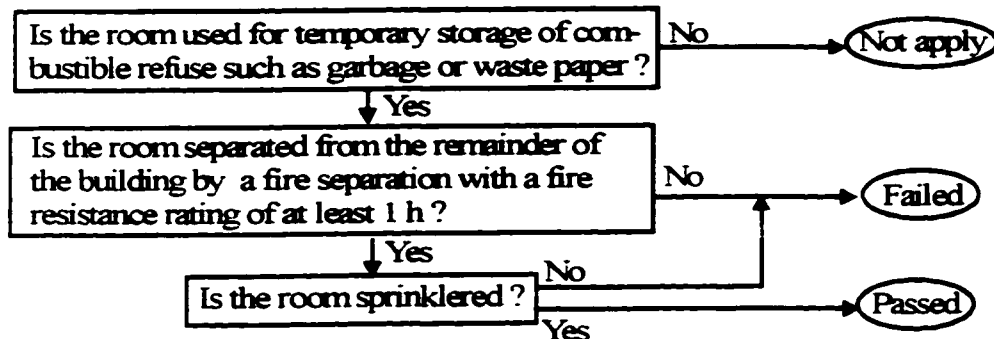 Is the room used for temporary storage of com-
bustible refuse such as garbage or waste paper ?
No
Not apply
Yes
Is the room separated from the remainder of
the building by a fire separation with a fire
resistance rating of at least 1 h ?
No
Failed
Yes
Is the room sprinklered ?
No
Yes
Passed